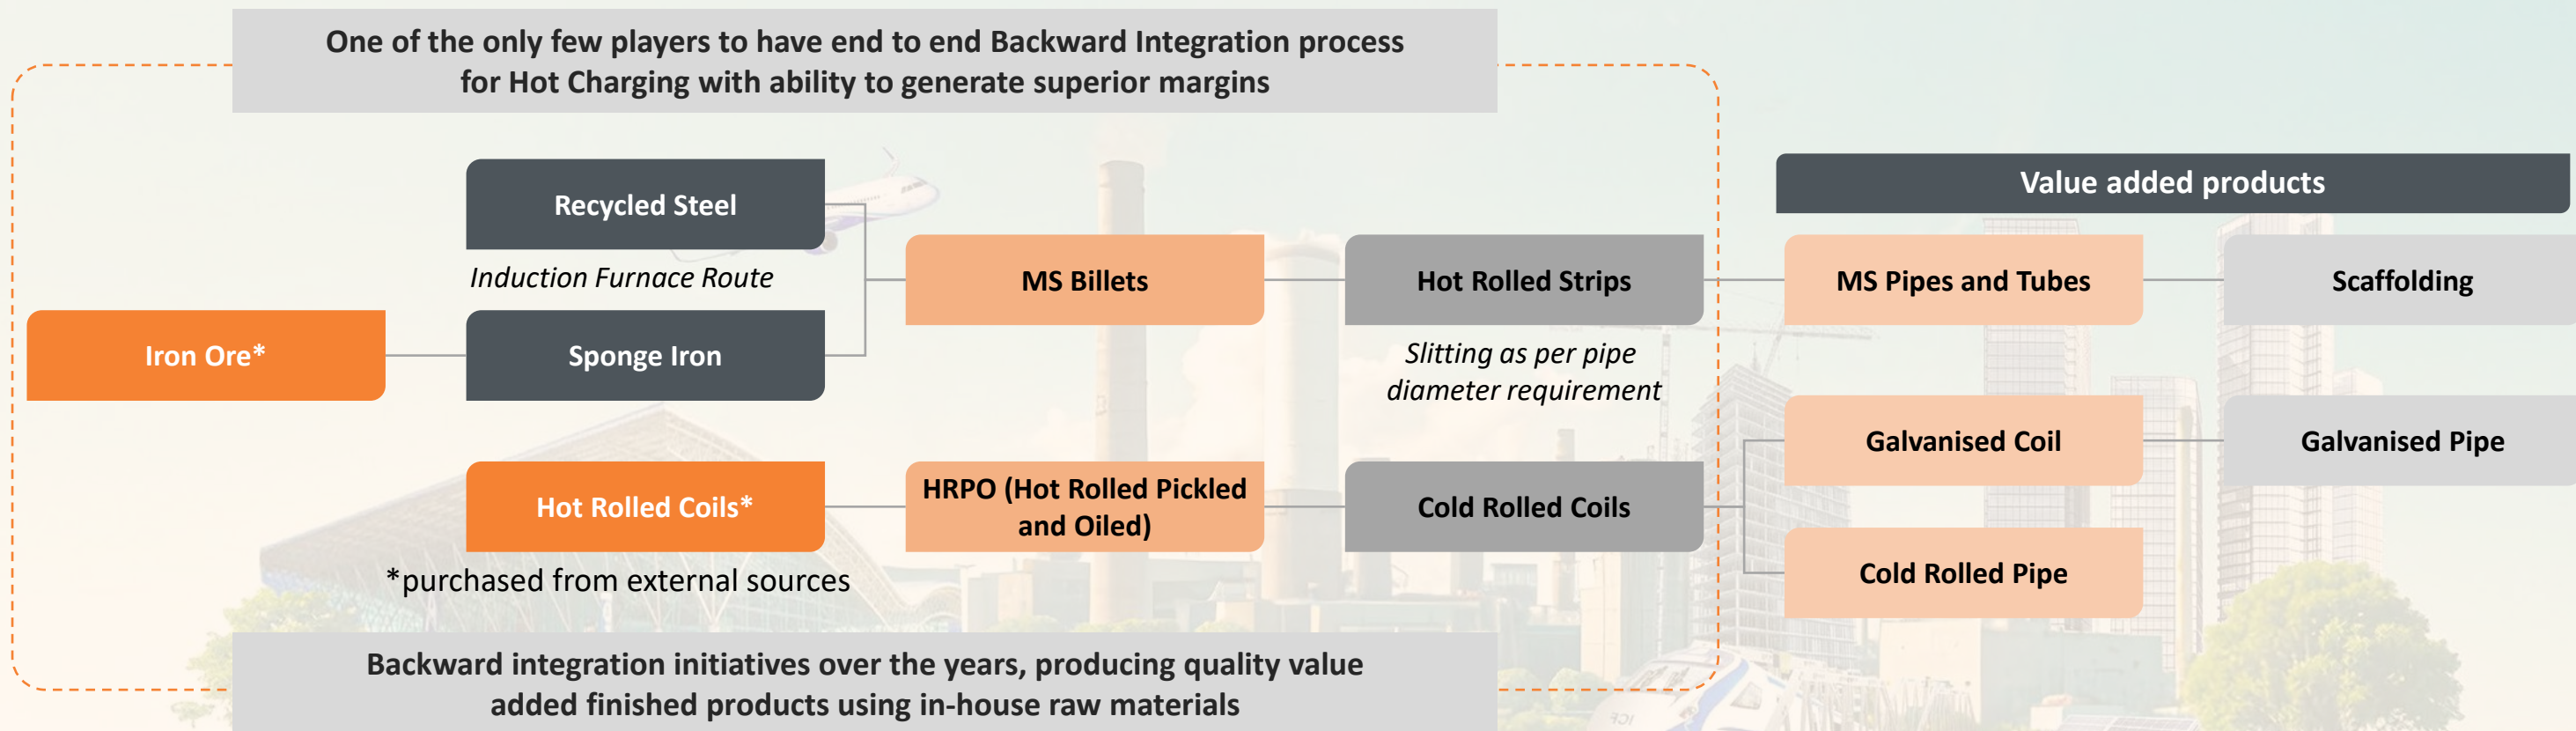 One of the only few players to have end to end Backward Integration process
for Hot Charging with ability to generate superior margins
Recycled Steel
Induction Furnace Route
Iron Ore*
Sponge Iron
MS Billets
Hot Rolled Strips
Slitting as per pipe
diameter requirement
Hot Rolled Coils*
HRPO (Hot Rolled Pickled
and Oiled)
Cold Rolled Coils
*purchased from external sources
Value added products
MS Pipes and Tubes
Scaffolding
Galvanised Coil
Galvanised Pipe
Cold Rolled Pipe
Backward integration initiatives over the years, producing quality value
added finished products using in-house raw materials
ICF